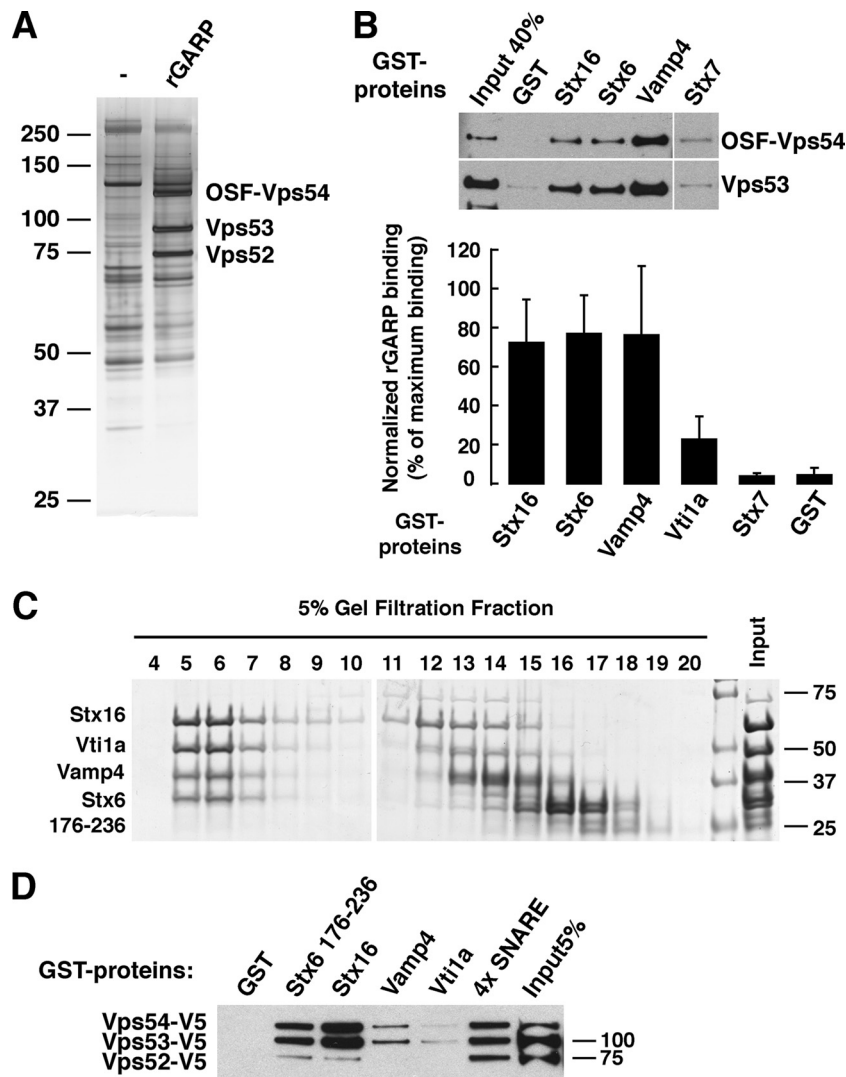 A
-
rGARP
250
150
100
75
50
37
25
OSF-Vps54
Vps53
Vps52
B
GST-
proteins
Input 40%
GST
Stx16
Stx6
Vamp4
Stx7
OSF-Vps54
Vps53
Normalized rGARP binding
(% of maximum binding)
120
100
80
60
40
20
0
GST-
proteins
Stx16
Stx6
Vamp4
Vti1a
Stx7
GST
C
5% Gel Filtration Fraction
4 5 6 7 8 9 10 11 12 13 14 15 16 17 18 19 20 Input
Stx16
Vti1a
Vamp4
Stx6
176-236
75
50
37
25
D
GST-proteins:
GST
Stx6 176-236
Stx16
Vamp4
Vti1a
4x SNARE
Input5%
Vps54-V5
Vps53-V5
Vps52-V5
100
75